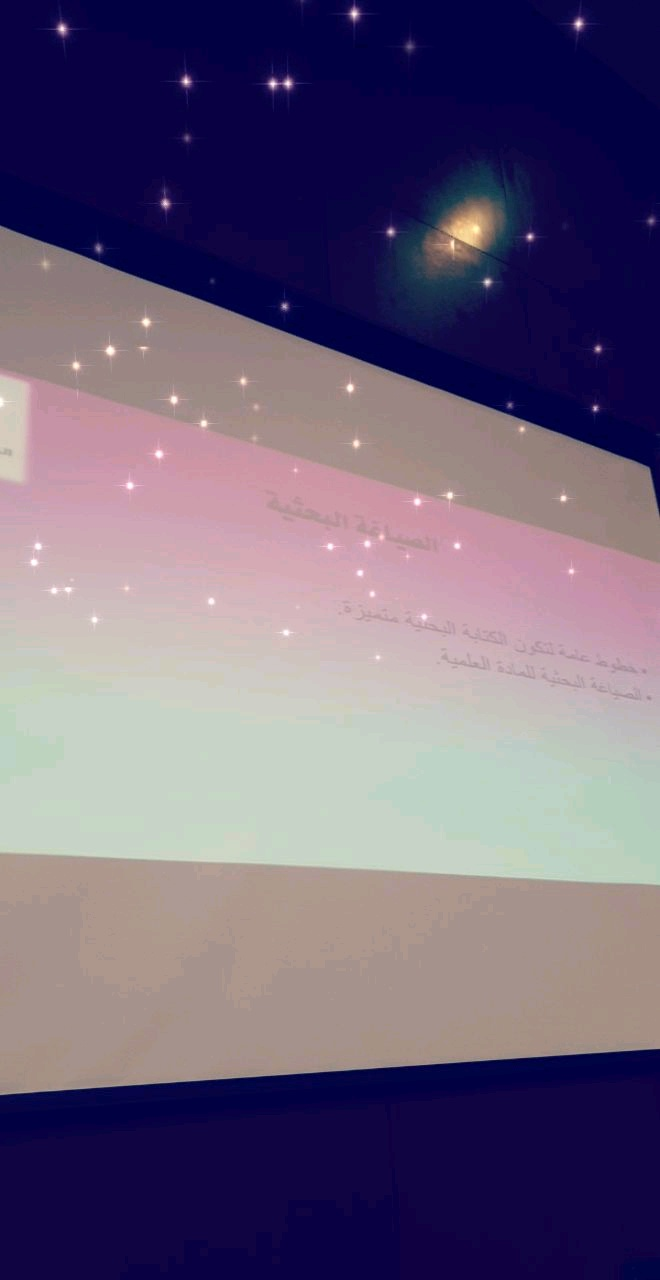 الصياغة البحثية
• خطوط عامة لتكون الكتابة البحثية متميزة.
• الصياغة البحثية للمادة العلمية.